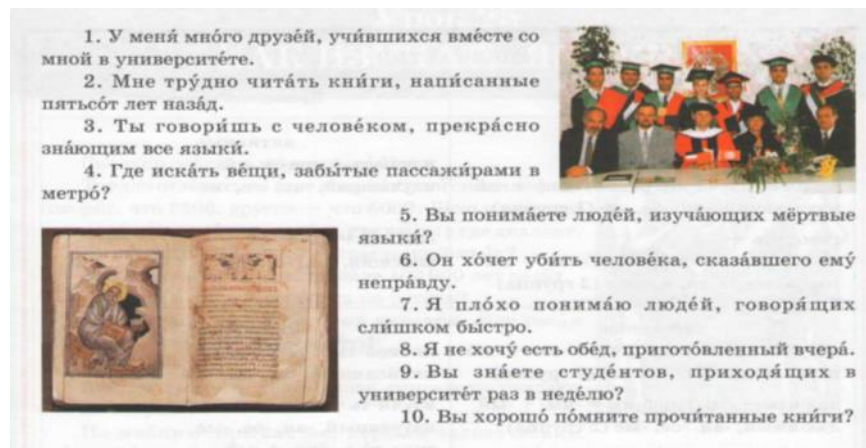 1. У меня́ мно́го друзе́й, учи́вшихся вме́сте со
мной в университе́те.
2. Мне тру́дно чита́ть кни́ги, напи́санные
пятьсо́т лет наза́д.
3. Ты говори́шь с челове́ком, прекра́сно
зна́ющим все языки́.
4. Где иска́ть ве́щи, забы́тые пассажи́рами в
метро́?
5. Вы понима́ете люде́й, изуча́ющих мёртвые
языки́?
6. Он хо́чет уби́ть челове́ка, сказа́вшего ему́
непра́вду.
7. Я пло́хо понима́ю люде́й, говоря́щих
сли́шком бы́стро.
8. Я не хочу́ есть обе́д, пригото́вленный вчера́.
9. Вы зна́ете студе́нтов, приходя́щих в
университе́т раз в неде́лю?
10. Вы хорошо́ по́мните прочи́танные кни́ги?